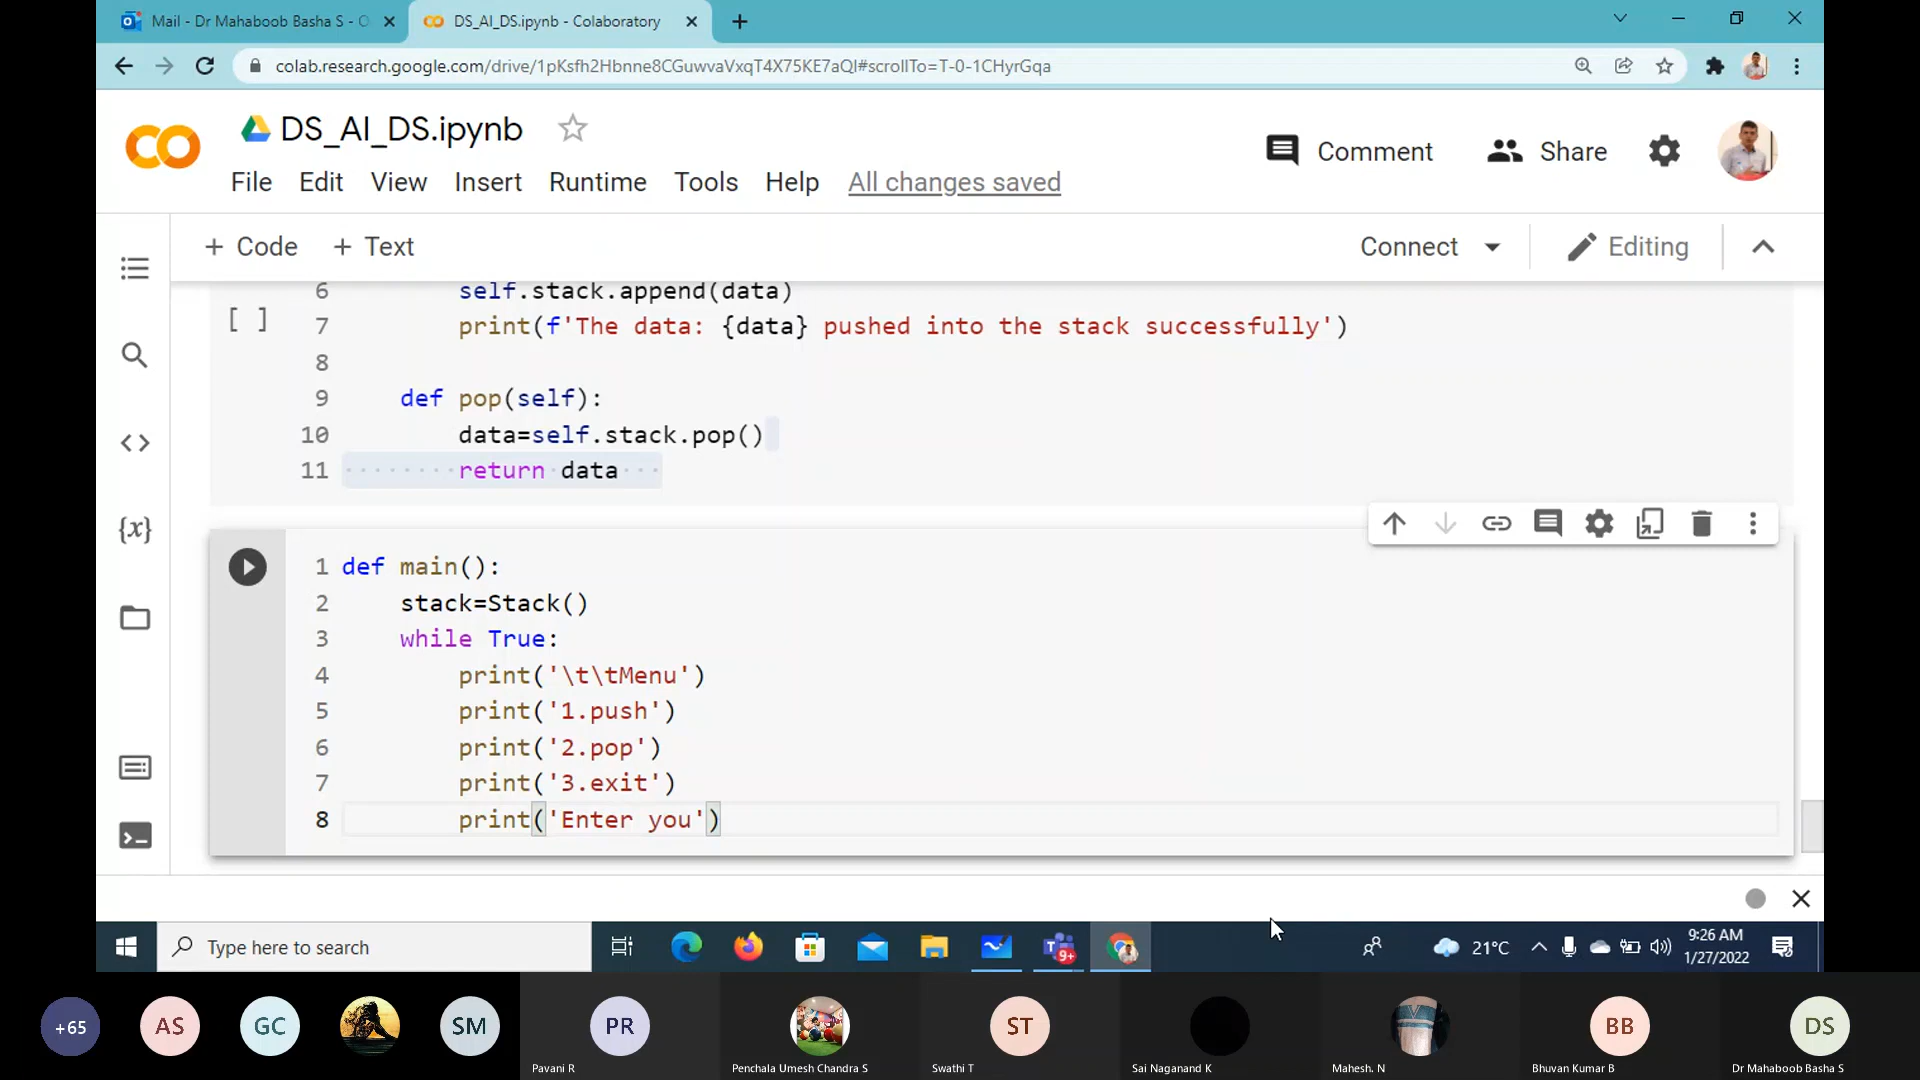 Mail - Dr Mahaboob Basha S - O
DS_AI_DS.ipynb - Colaboratory
colab.research.google.com/drive/1pKsfh2Hbnne8CGuwvaVxqT4X75KE7aQI#scrollTo=T-0-1CHyrGqa
DS_AI_DS.ipynb
Comment
Share
File Edit View Insert Runtime Tools Help All changes saved
+ Code + Text
Connect
Editing
6 self.stack.append(data)
[ ]
7 print(f'The data: {data} pushed into the stack successfully')
8
9 def pop(self):
10 data=self.stack.pop()
11 return data
{x}
1 def main():
2 stack=Stack()
3 while True:
4 print('\t\tMenu')
5 print('1.push')
6 print('2.pop')
7 print('3.exit')
8 print('Enter you')
Type here to search
9+
21°C
9:26 AM
1/27/2022
+65
AS
GC
SM
PR
ST
BB
DS
Pavani R
Penchala Umesh Chandra S
Swathi T
Sai Naganand K
Mahesh. N
Bhuvan Kumar B
Dr Mahaboob Basha S